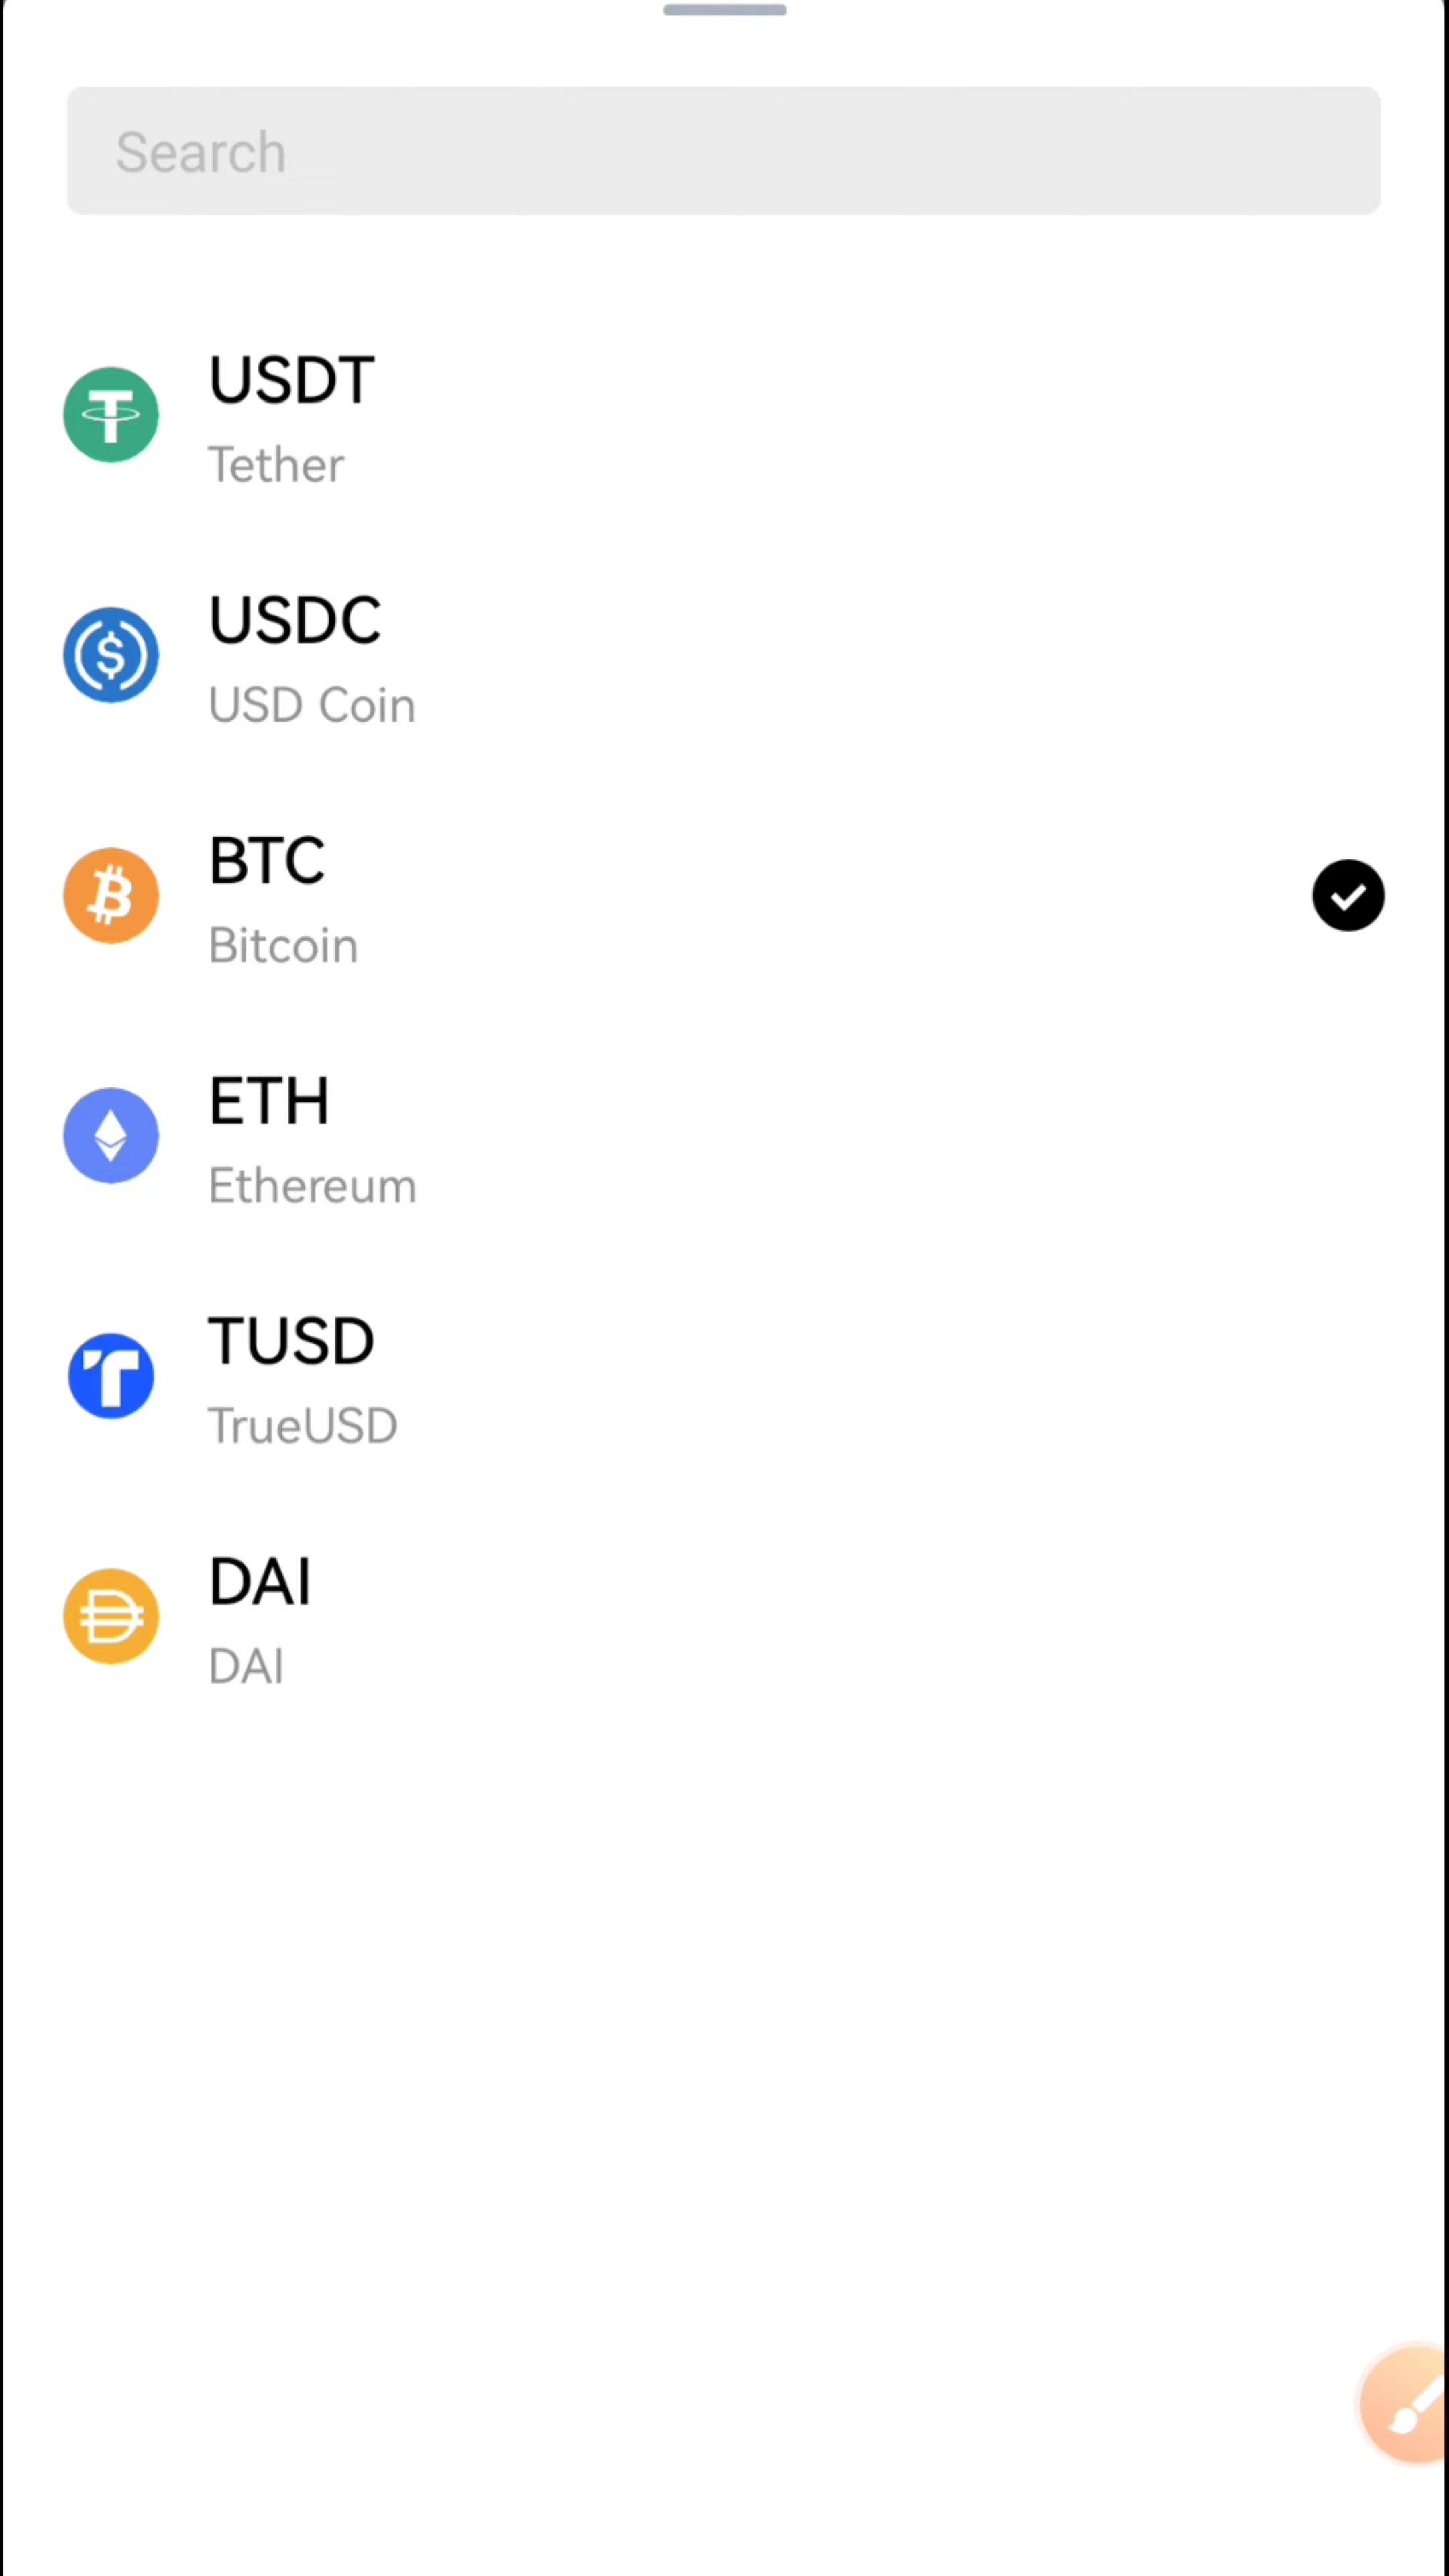 Search
USDT
Tether
USDC
USD Coin
BTC
Bitcoin
ETH
Ethereum
TUSD
TrueUSD
DAI
DAI